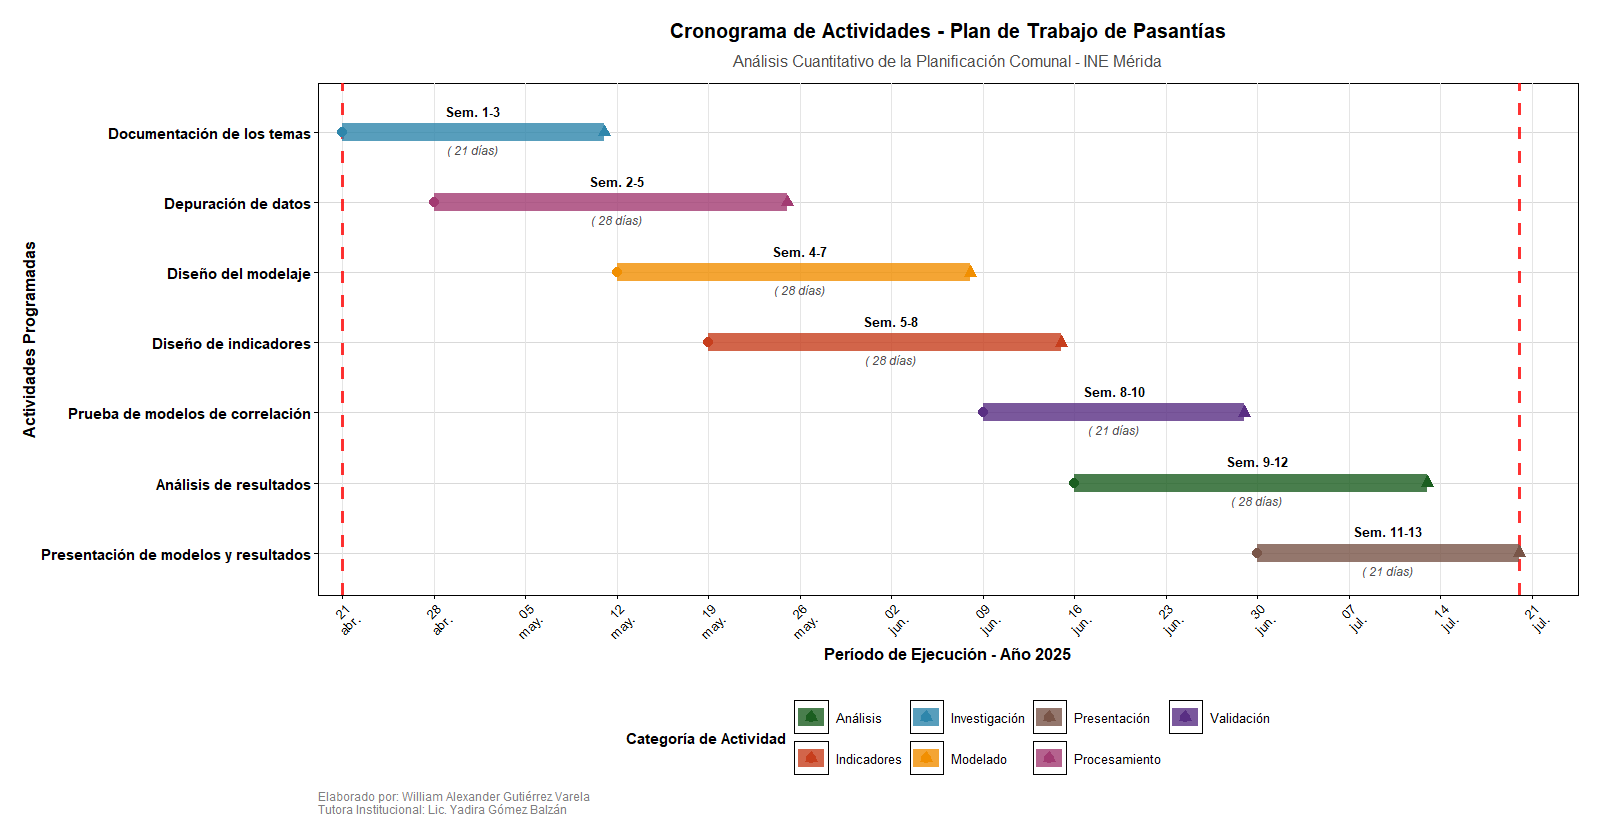 Cronograma de Actividades - Plan de Trabajo de Pasantías
Análisis Cuantitativo de la Planificación Comunal - INE Mérida
Actividades Programadas
Documentación de los temas
Sem. 1-3
( 21 días)
Depuración de datos
Sem. 2-5
( 28 días)
Diseño del modelaje
Sem. 4-7
( 28 días)
Diseño de indicadores
Sem. 5-8
( 28 días)
Prueba de modelos de correlación
Sem. 8-10
( 21 días)
Análisis de resultados
Sem. 9-12
( 28 días)
Presentación de modelos y resultados
Sem. 11-13
( 21 días)
21
abr.
28
abr.
05
may.
12
may.
19
may.
26
may.
02
jun.
09
jun.
16
jun.
23
jun.
30
jun.
07
jul.
14
jul.
21
jul.
Período de Ejecución - Año 2025
Categoría de Actividad
Análisis
Investigación
Presentación
Validación
Indicadores
Modelado
Procesamiento
Elaborado por: William Alexander Gutiérrez Varela
Tutora Institucional: Lic. Yadira Gómez Balzán